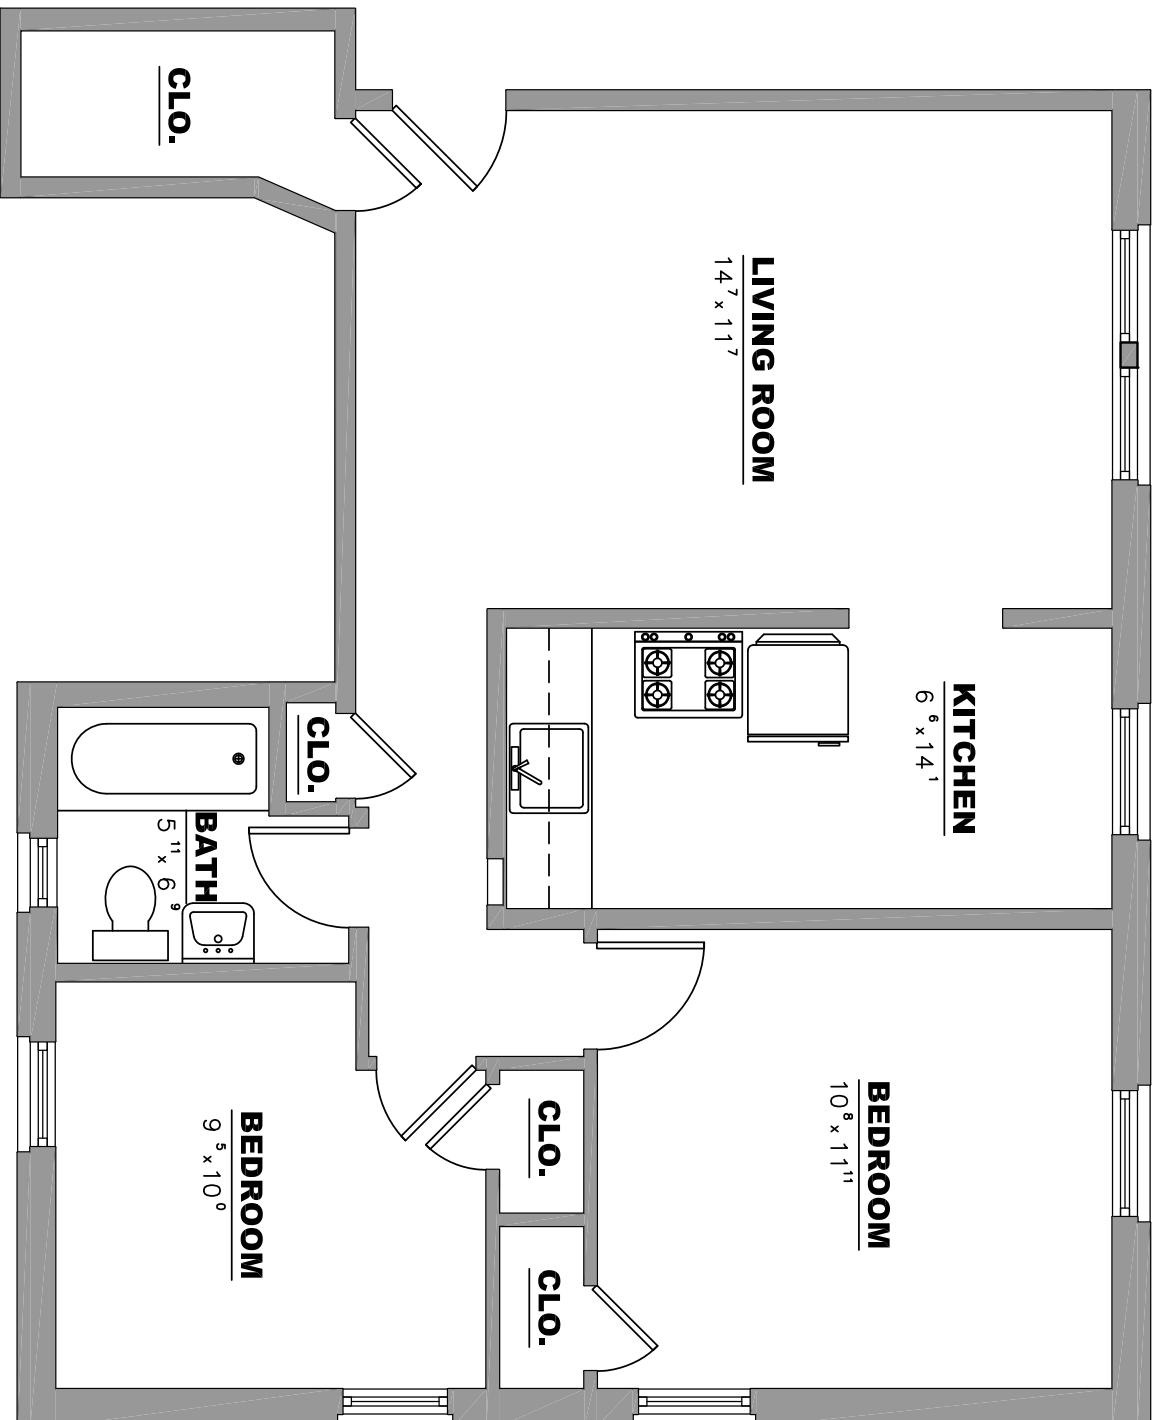 CLO.
LIVING ROOM
14⁷ x 11⁷
KITCHEN
6⁶ x 14¹
CLO.
BATH
5¹¹ x 6⁹
BEDROOM
10⁸ x 11¹¹
CLO.
BEDROOM
9⁵ x 10⁰
CLO.